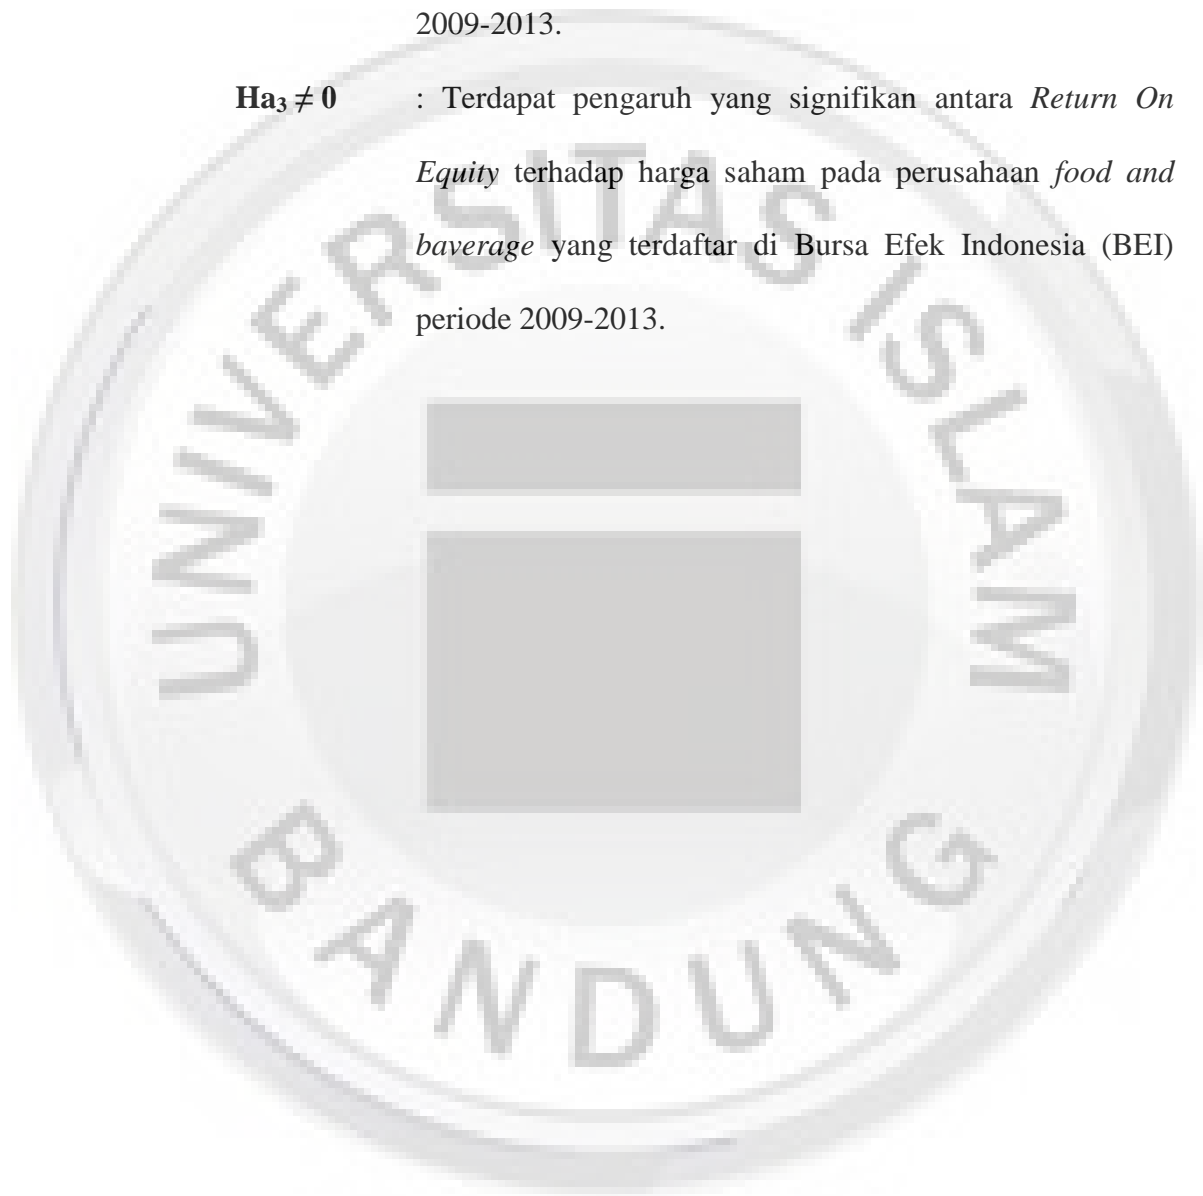 2009-2013.
Ha₃ ≠ 0 : Terdapat pengaruh yang signifikan antara Return On
Equity terhadap harga saham pada perusahaan food and
baverage yang terdaftar di Bursa Efek Indonesia (BEI)
periode 2009-2013.
UNIVERSITAS ISLAM
BANDUNG